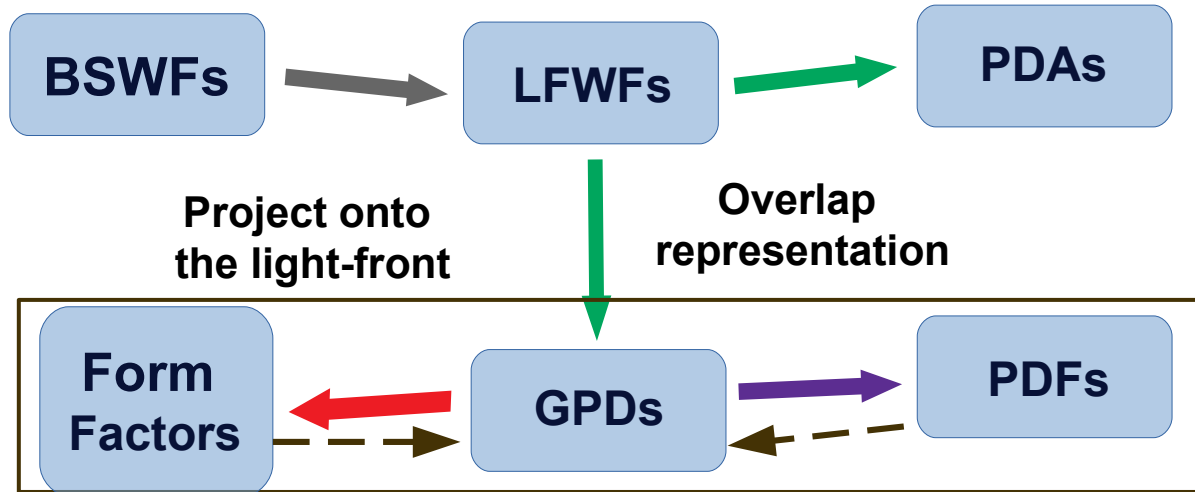 BSWFs
LFWFs
PDAs
Project onto
the light-front
Overlap
representation
Form
Factors
GPDs
PDFs